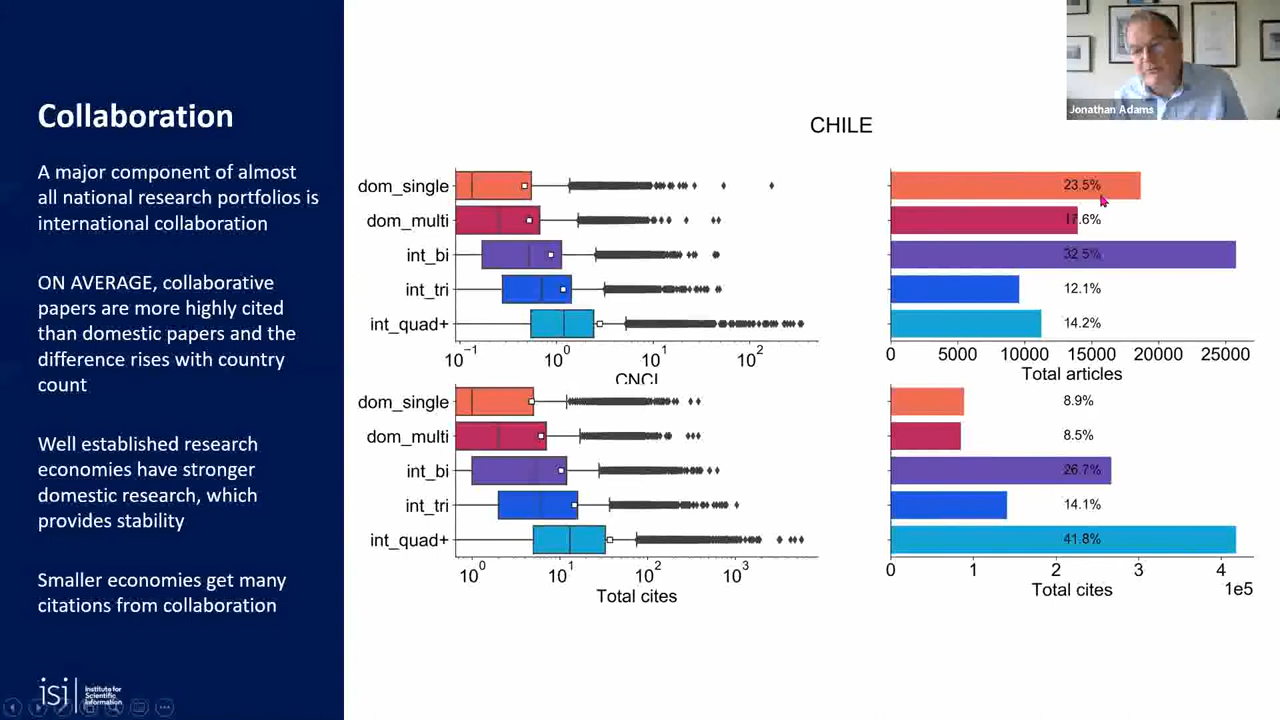 Collaboration
A major component of almost
all national research portfolios is
international collaboration
ON AVERAGE, collaborative
papers are more highly cited
than domestic papers and the
difference rises with country
count
Well established research
economies have stronger
domestic research, which
provides stability
Smaller economies get many
citations from collaboration
isi Institute for
Scientific
Information
Jonathan Adams
CHILE
dom_single
dom_multi
int_bi
int_tri
int_quad+
10⁻¹ 10⁰ 10¹ 10²
CNCI
23.5%
17.6%
32.5%
12.1%
14.2%
0 5000 10000 15000 20000 25000
Total articles
dom_single
dom_multi
int_bi
int_tri
int_quad+
10⁰ 10¹ 10² 10³
Total cites
8.9%
8.5%
26.7%
14.1%
41.8%
0 1 2 3 4
Total cites 1e5